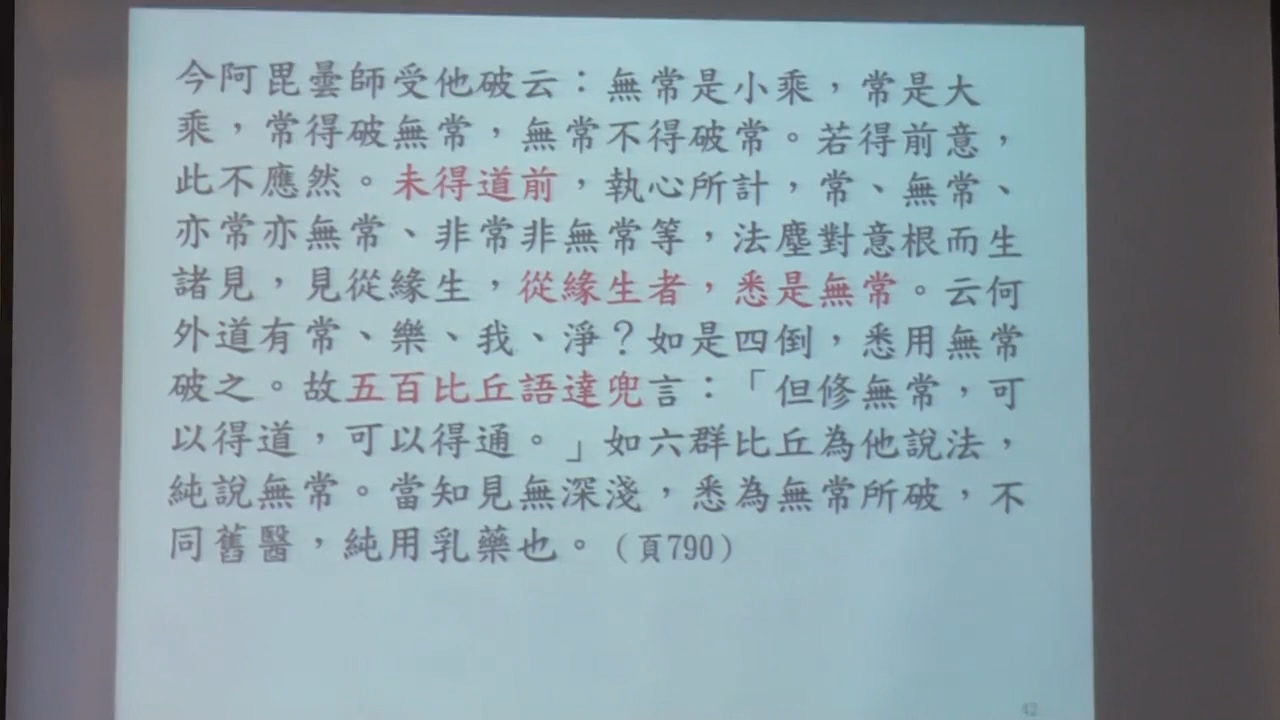 今阿毘曇師受他破云：無常是小乘，常是大
乘，常得破無常，無常不得破常。若得前意，
此不應然。未得道前，執心所計，常、無常、
亦常亦無常、非常非無常等，法塵對意根而生
諸見，見從緣生，從緣生者，悉是無常。云何
外道有常、樂、我、淨？如是四倒，悉用無常
破之。故五百比丘語達兜言：「但修無常，可
以得道，可以得通。」如六群比丘為他說法，
純說無常。當知見無深淺，悉為無常所破，不
同舊醫，純用乳藥也。（頁790）
42